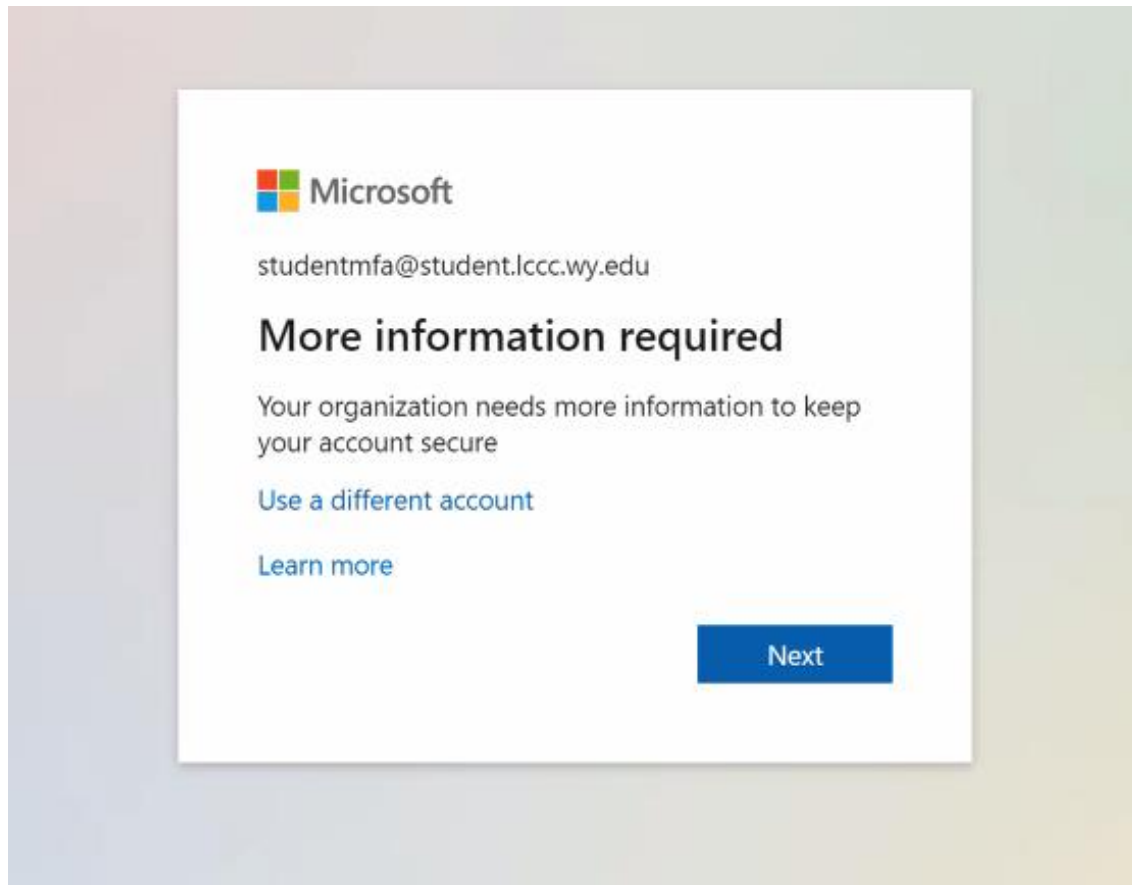 Microsoft
studentmfa@student.lccc.wy.edu
More information required
Your organization needs more information to keep
your account secure
Use a different account
Learn more
Next